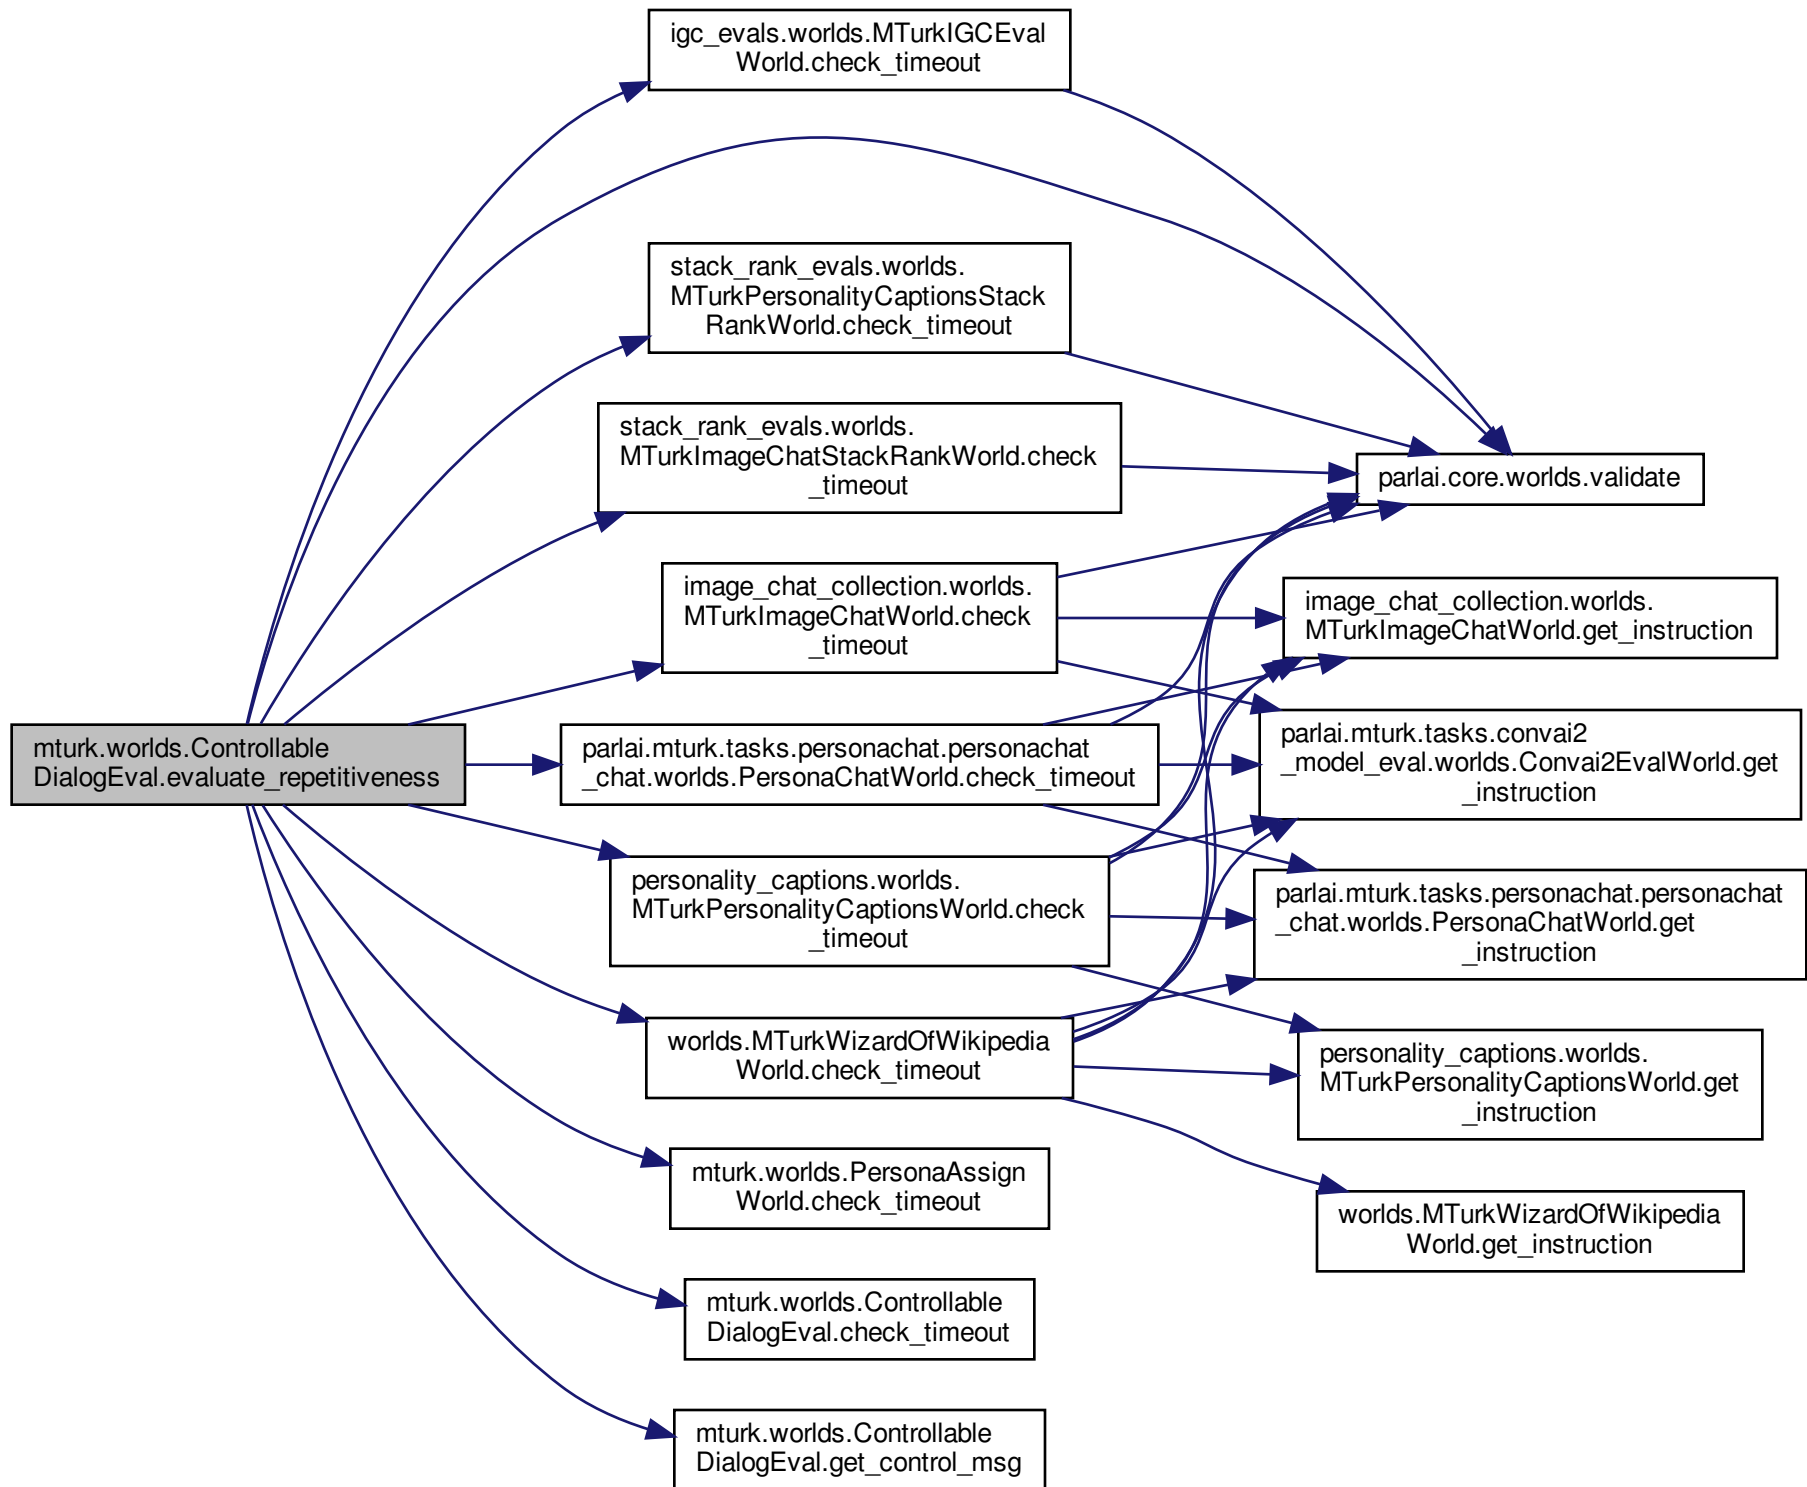 igc_evals.worlds.MTurkIGCEval
World.check_timeout
stack_rank_evals.worlds.
MTurkPersonalityCaptionsStack
RankWorld.check_timeout
stack_rank_evals.worlds.
MTurkImageChatStackRankWorld.check
_timeout
parlai.core.worlds.validate
image_chat_collection.worlds.
MTurkImageChatWorld.check
_timeout
image_chat_collection.worlds.
MTurkImageChatWorld.get_instruction
mturk.worlds.Controllable
DialogEval.evaluate_repetitiveness
parlai.mturk.tasks.personachat.personachat
_chat.worlds.PersonaChatWorld.check_timeout
parlai.mturk.tasks.convai2
_model_eval.worlds.Convai2EvalWorld.get
_instruction
personality_captions.worlds.
MTurkPersonalityCaptionsWorld.check
_timeout
parlai.mturk.tasks.personachat.personachat
_chat.worlds.PersonaChatWorld.get
_instruction
worlds.MTurkWizardOfWikipedia
World.check_timeout
personality_captions.worlds.
MTurkPersonalityCaptionsWorld.get
_instruction
mturk.worlds.PersonaAssign
World.check_timeout
worlds.MTurkWizardOfWikipedia
World.get_instruction
mturk.worlds.Controllable
DialogEval.check_timeout
mturk.worlds.Controllable
DialogEval.get_control_msg